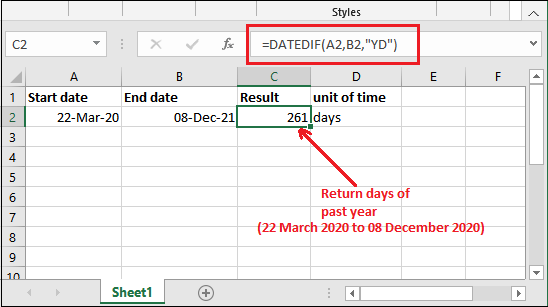 Styles
C2 fx =DATEDIF(A2,B2,"YD")
A B C D E F
1 Start date End date Result unit of time
2 22-Mar-20 08-Dec-21 261 days
3
4
5
6
7
8
9
10
Return days of
past year
(22 March 2020 to 08 December 2020)
Sheet1